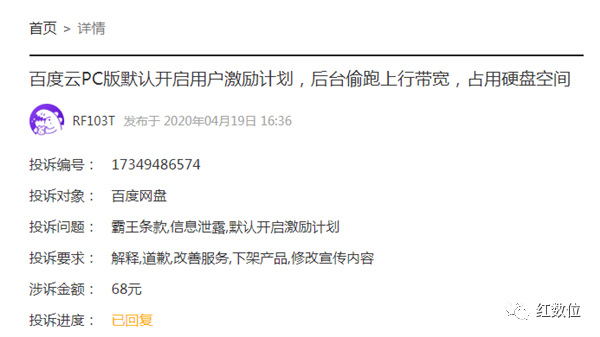 首页 > 详情
百度云PC版默认开启用户激励计划，后台偷跑上行带宽，占用硬盘空间
RF103T 发布于 2020年04月19日 16:36
投诉编号： 17349486574
投诉对象： 百度网盘
投诉问题： 霸王条款,信息泄露,默认开启激励计划
投诉要求： 解释,道歉,改善服务,下架产品,修改宣传内容
涉诉金额： 68元
投诉进度： 已回复
红数位